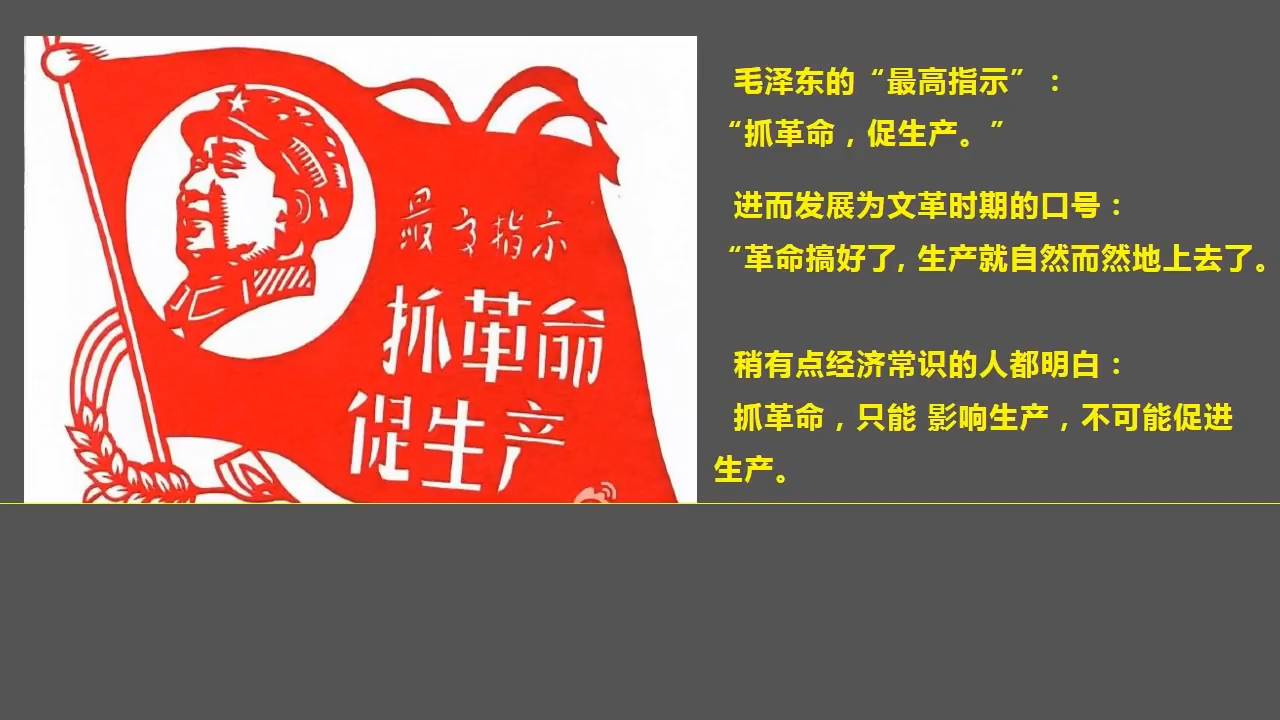 最高指示
抓革命
促生产
毛泽东的“最高指示”：
“抓革命，促生产。”
进而发展为文革时期的口号：
“革命搞好了, 生产就自然而然地上去了。
稍有点经济常识的人都明白：
抓革命，只能 影响生产，不可能促进
生产。